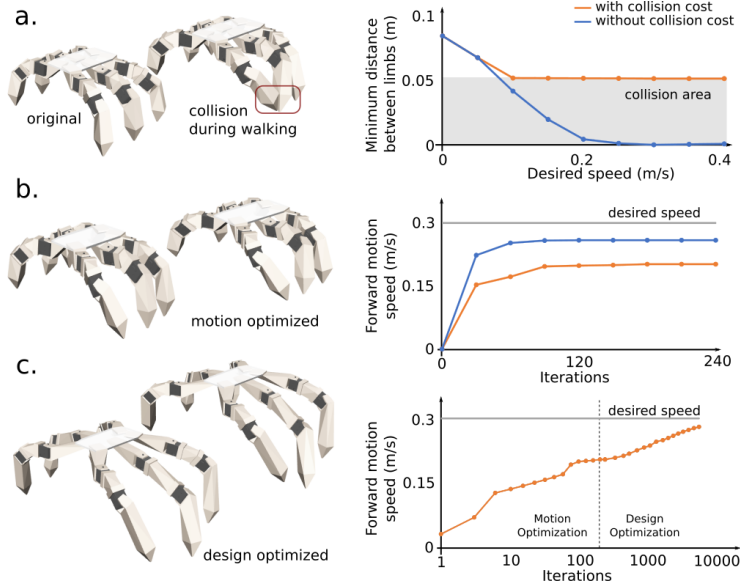 a.
original
collision
during walking
with collision cost
without collision cost
Minimum distance
between limbs (m)
0.1
0.05
0
collision area
0
0.2
0.4
Desired speed (m/s)
b.
motion optimized
Forward motion
speed (m/s)
0.3
0.15
0
desired speed
0
120
240
Iterations
c.
design optimized
Forward motion
speed (m/s)
0.3
0.15
0
desired speed
Motion
Optimization
Design
Optimization
1
10
100
1000
10000
Iterations